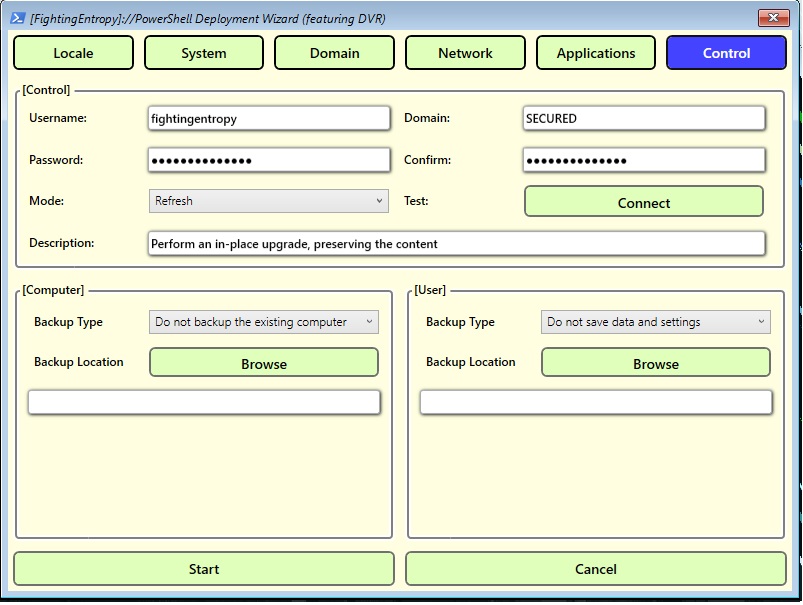 [FightingEntropy]://PowerShell Deployment Wizard (featuring DVR)
Locale System Domain Network Applications Control
[Control]
Username: fightingentropy Domain: SECURED
Password: ●●●●●●●●●●●●●● Confirm: ●●●●●●●●●●●●●●
Mode: Refresh Test: Connect
Description: Perform an in-place upgrade, preserving the content
[Computer] [User]
Backup Type Do not backup the existing computer Backup Type Do not save data and settings
Backup Location Browse Backup Location Browse
Start Cancel